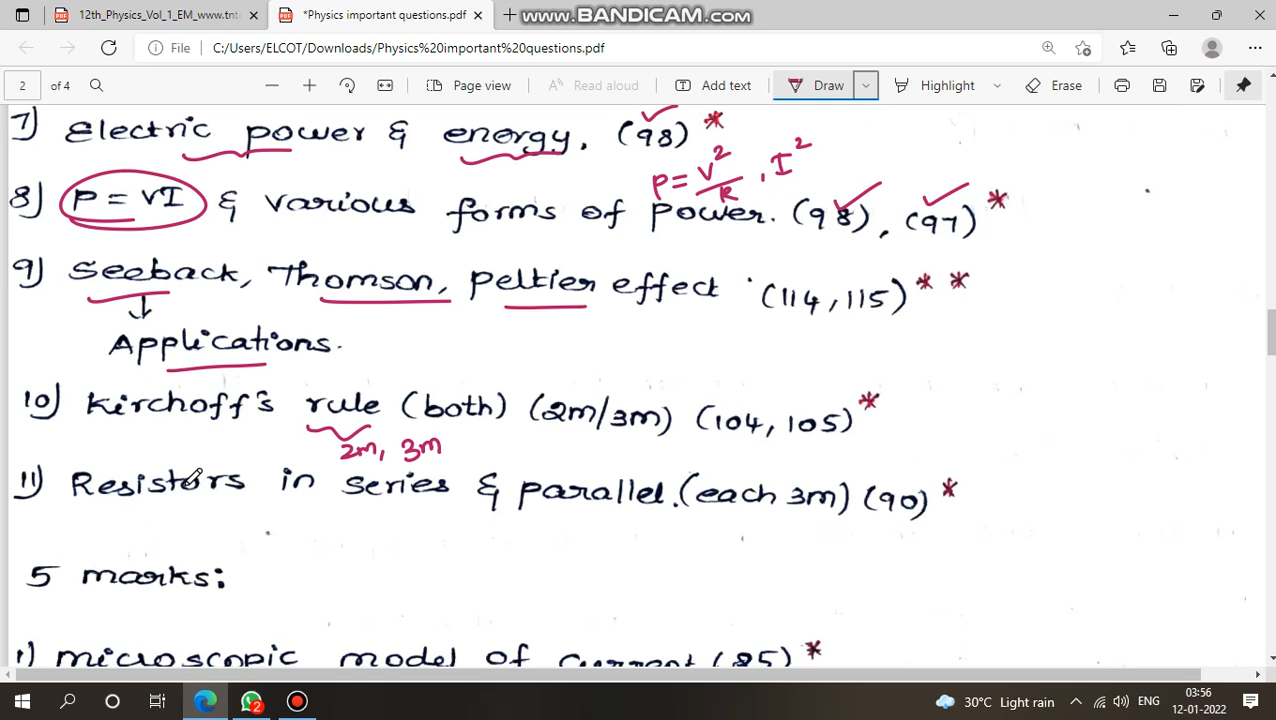 www.BANDICAM.com
12th_Physics_Vol_1_EM_www.tnt
*Physics important questions.pdf
File
C:/Users/ELCOT/Downloads/Physics%20important%20questions.pdf
2 of 4
Page view
Read aloud
Add text
Draw
Highlight
Erase
7) Electric power & energy. (98) *
P = V²/R , I²
8) P = VI & various forms of power. (98), (97) *
9) Seeback, Thomson, Peltier effect (114, 115) * *
Applications.
10) Kirchoff's rule (both) (2m/3m) (104, 105) *
2m, 3m
11) Resistors in series & parallel. (each 3m) (90) *
5 marks:
1) microscopic model of current (85) *
2
30°C Light rain
ENG
03:56
12-01-2022